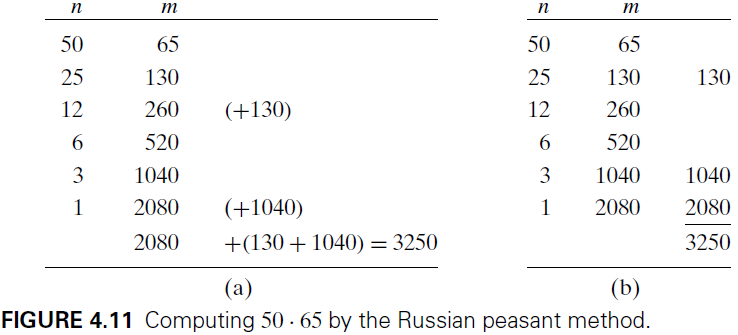 n m n m
50 65 50 65
25 130 25 130 130
12 260 (+130) 12 260
6 520 6 520
3 1040 3 1040 1040
1 2080 (+1040) 1 2080 2080
2080 +(130 + 1040) = 3250 3250
(a) (b)
FIGURE 4.11 Computing 50 · 65 by the Russian peasant method.